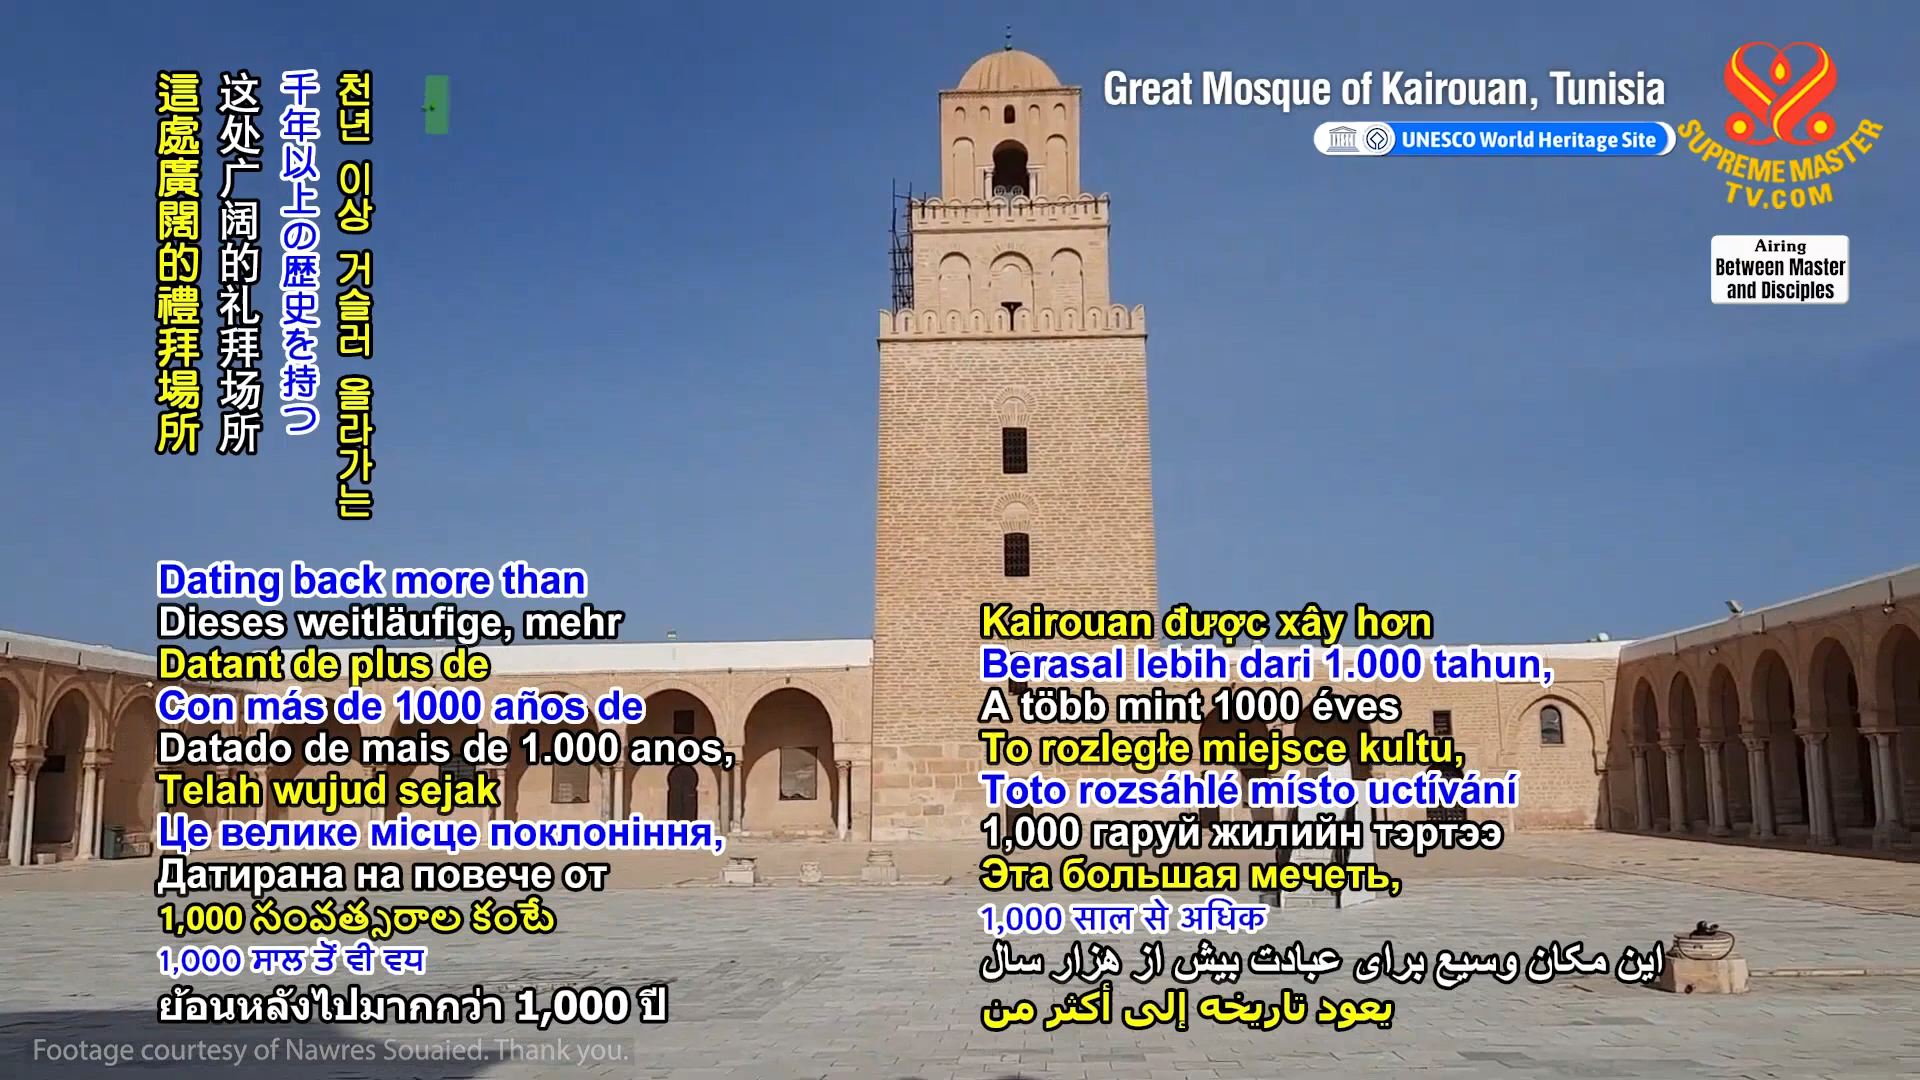 這處廣闊的禮拜場所
这处广阔的礼拜场所
千年以上の歴史を持つ
천년 이상 거슬러 올라가는
Great Mosque of Kairouan, Tunisia
UNESCO World Heritage Site
SUPREME MASTER
TV.COM
Airing
Between Master
and Disciples
Dating back more than
Dieses weitläufige, mehr
Datant de plus de
Con más de 1000 años de
Datado de mais de 1.000 anos,
Telah wujud sejak
Це велике місце поклоніння,
Датирана на повече от
1,000 సంవత్సరాల కంటే
1,000 ਸਾਲ ਤੋਂ ਵੀ ਵਧ
ย้อนหลังไปมากกว่า 1,000 ปี
Kairouan được xây hơn
Berasal lebih dari 1.000 tahun,
A több mint 1000 éves
To rozległe miejsce kultu,
Toto rozsáhlé místo uctívání
1,000 гаруй жилийн тэртээ
Эта большая мечеть,
1,000 साल से अधिक
این مکان وسیع برای عبادت بیش از هزار سال
يعود تاريخه إلى أكثر من
Footage courtesy of Nawres Souaied. Thank you.